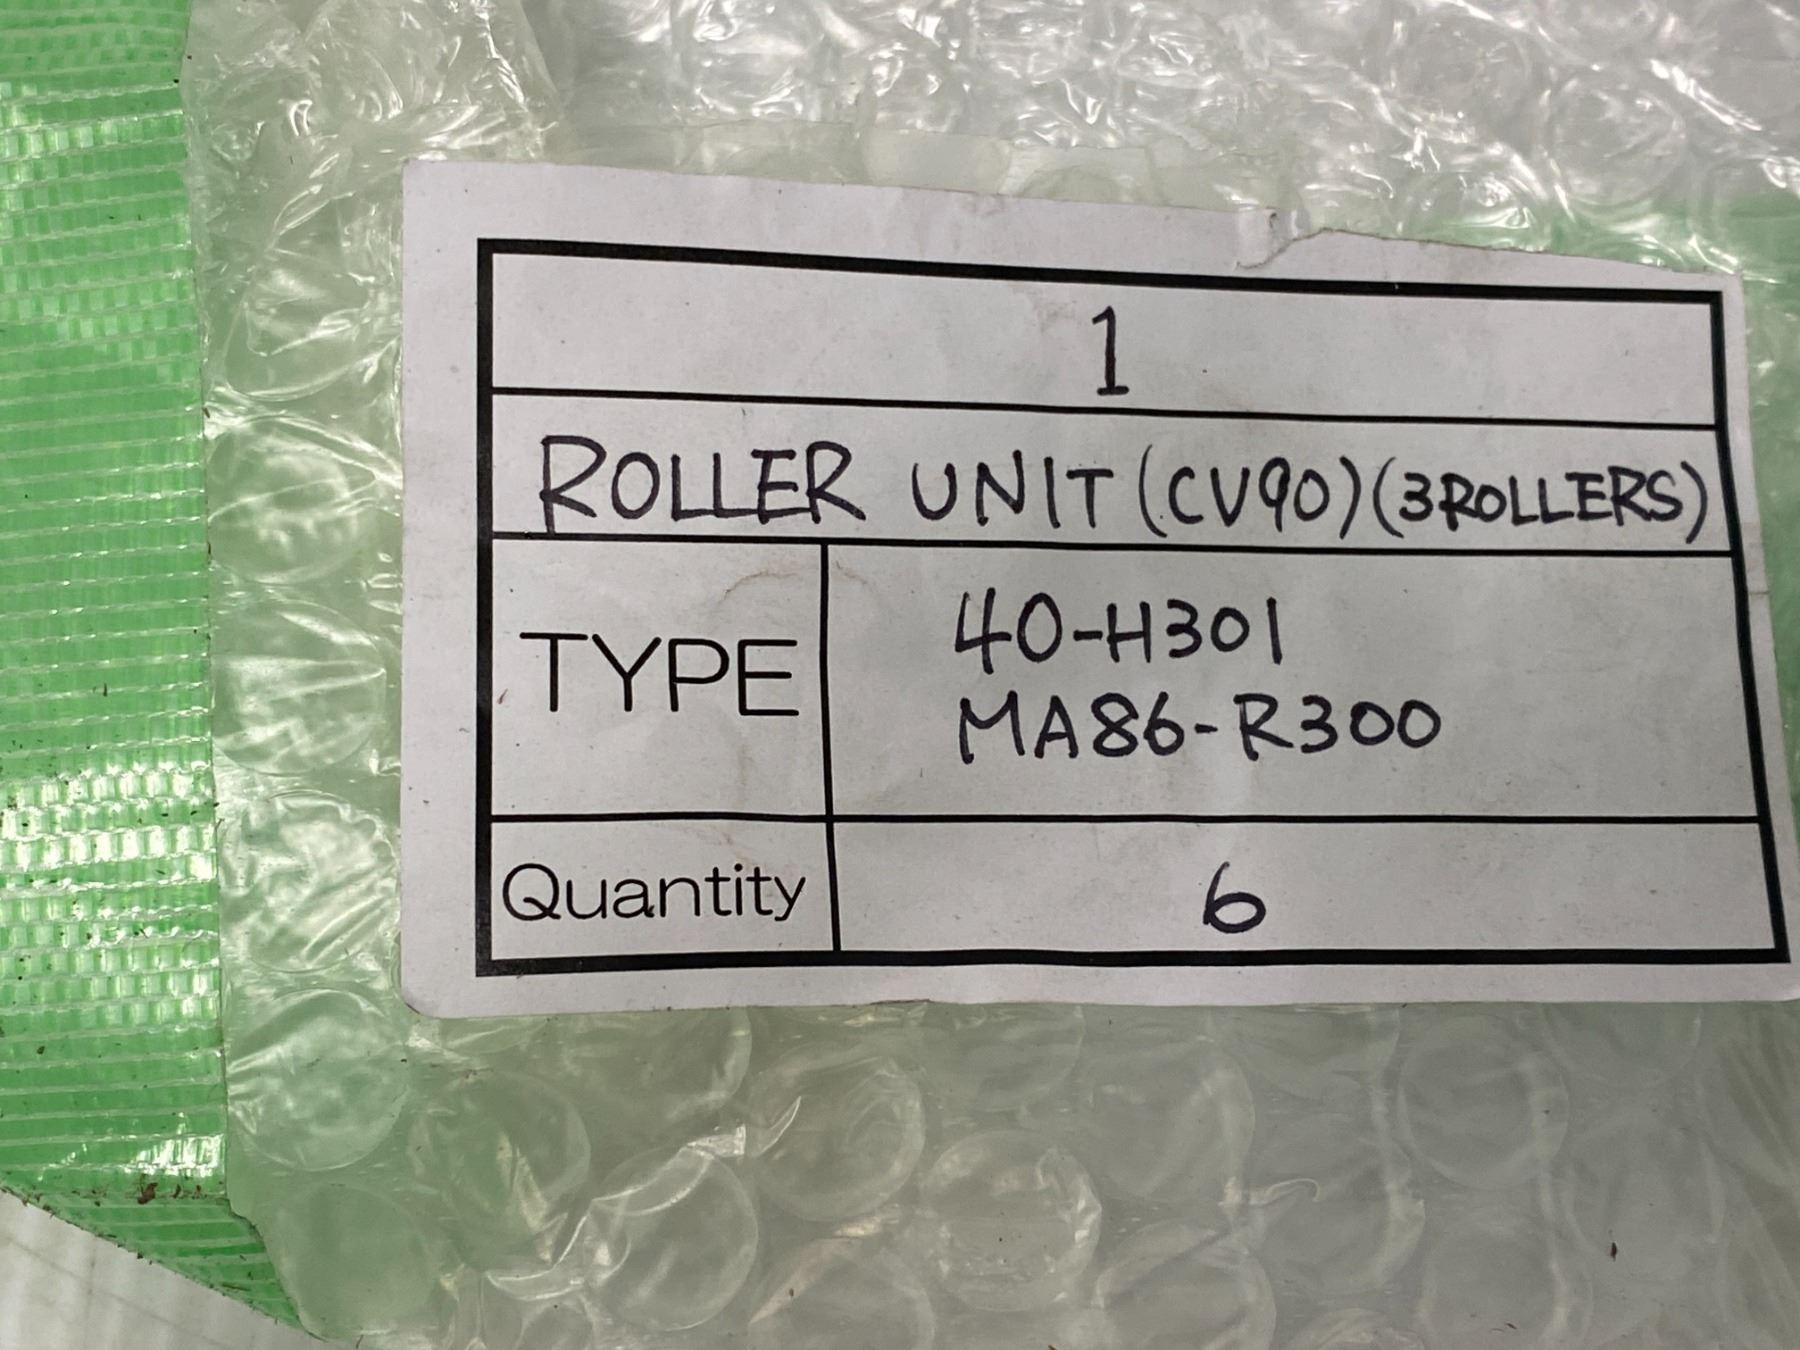 1
ROLLER UNIT (CV90) (3ROLLERS)
TYPE
40-H301
MA86-R300
Quantity 6